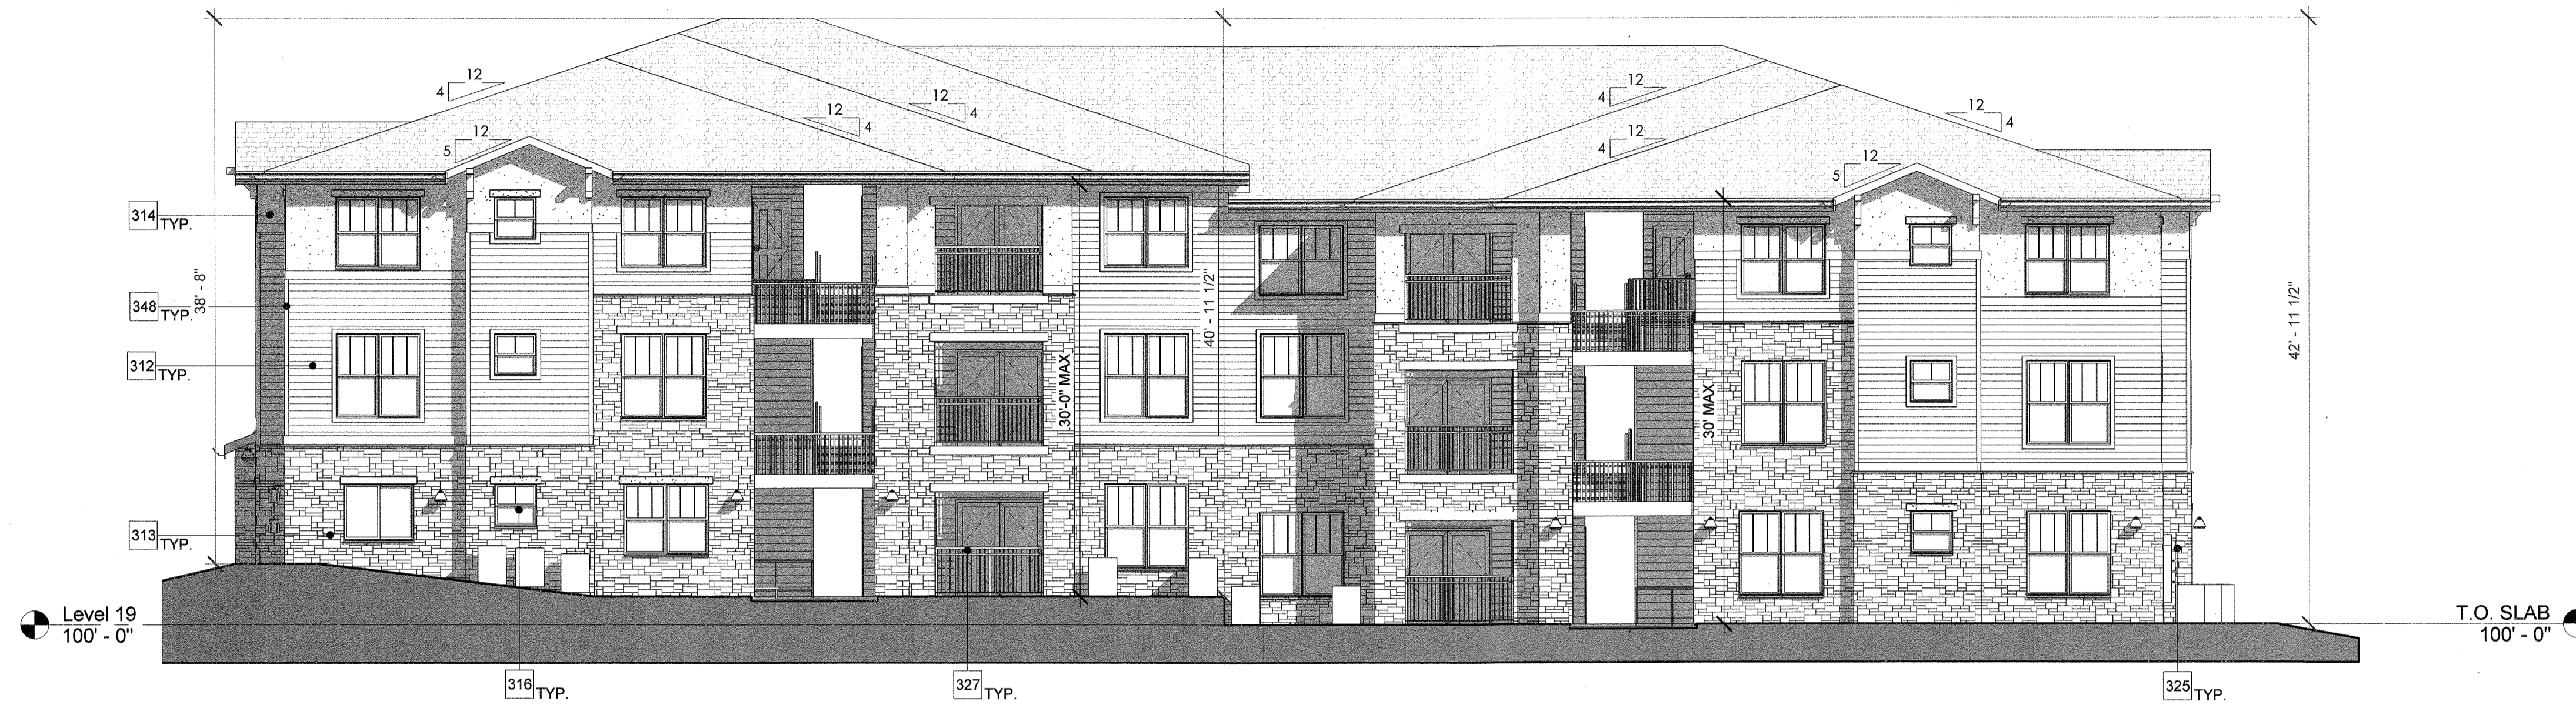 12
4
12
5
12
4
12
4
12
4
12
4
12
4
12
5
314 TYP.
348 TYP.
312 TYP.
313 TYP.
38' - 8"
30'-0" MAX
40' - 11 1/2"
30' MAX
42' - 11 1/2"
Level 19
100' - 0"
T.O. SLAB
100' - 0"
316 TYP.
327 TYP.
325 TYP.